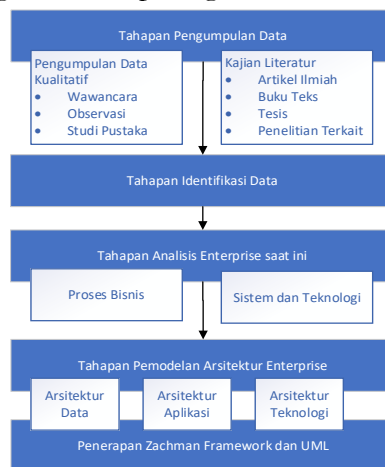 Tahapan Pengumpulan Data
Pengumpulan Data
Kualitatif
• Wawancara
• Observasi
• Studi Pustaka
Kajian Literatur
• Artikel Ilmiah
• Buku Teks
• Tesis
• Penelitian Terkait
Tahapan Identifikasi Data
Tahapan Analisis Enterprise saat ini
Proses Bisnis
Sistem dan Teknologi
Tahapan Pemodelan Arsitektur Enterprise
Arsitektur
Data
Arsitektur
Aplikasi
Arsitektur
Teknologi
Penerapan Zachman Framework dan UML